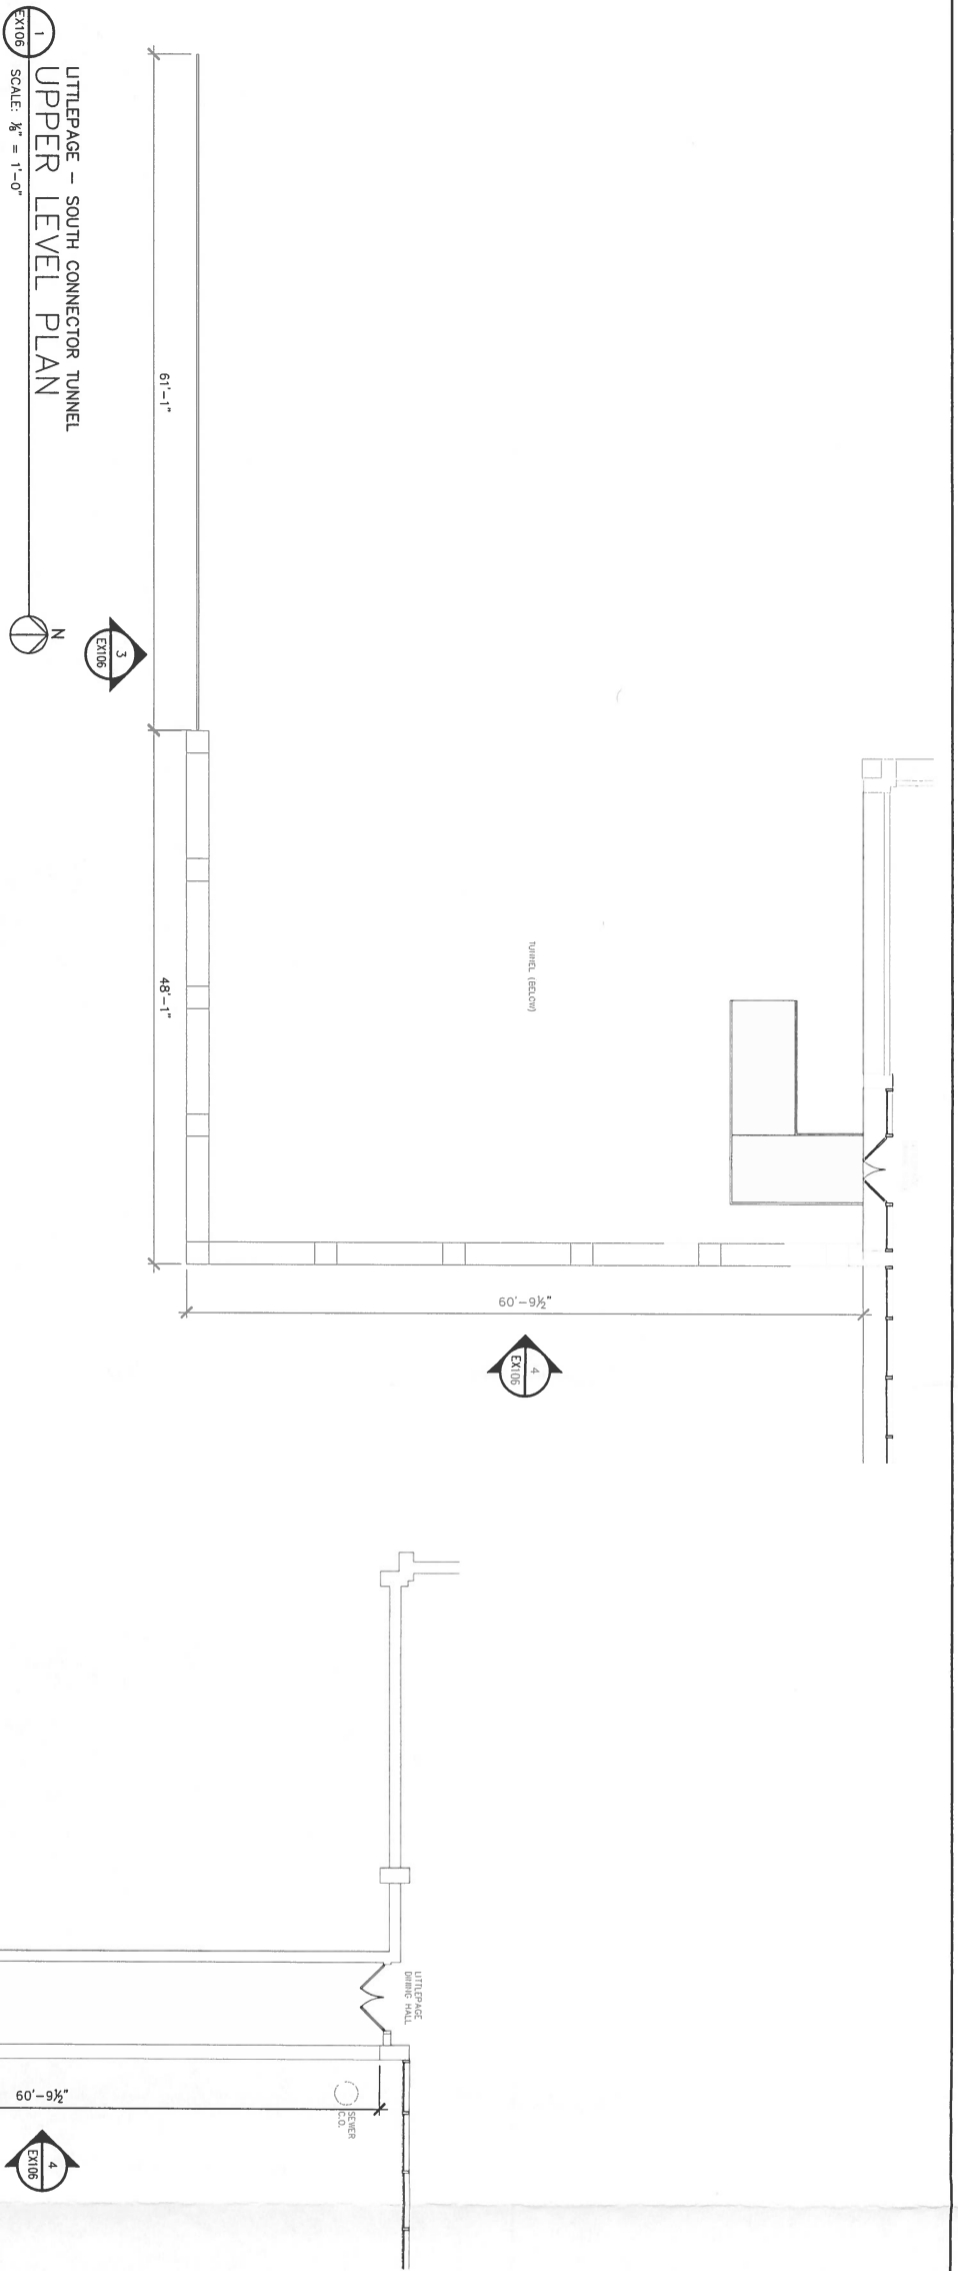 TUNNEL (BELOW)
60'-9½"
4
EX106
61'-1"
48'-1"
3
EX106
1
EX106
LITTLEPAGE - SOUTH CONNECTOR TUNNEL
UPPER LEVEL PLAN
SCALE: ⅛" = 1'-0"
N
LITTLEPAGE
DINING HALL
SEWER
C.O.
60'-9½"
4
EX106